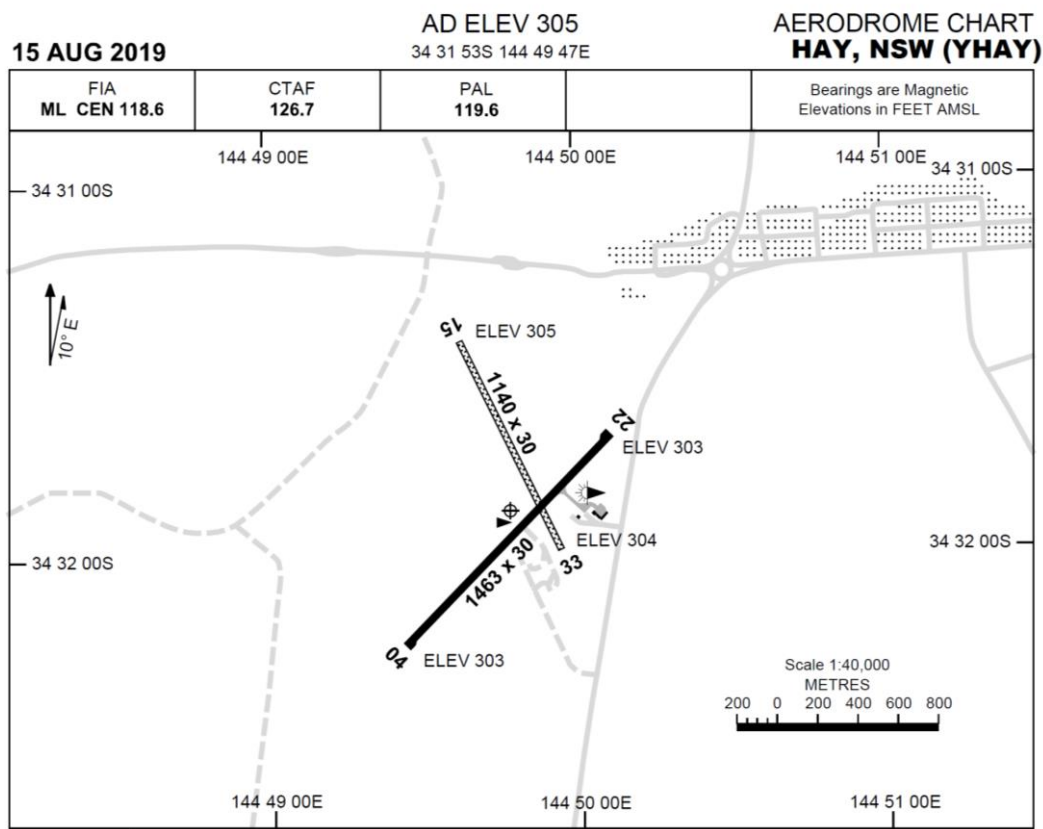 AD ELEV 305
34 31 53S 144 49 47E
15 AUG 2019
AERODROME CHART
HAY, NSW (YHAY)
FIA
ML CEN 118.6
CTAF
126.7
PAL
119.6
Bearings are Magnetic
Elevations in FEET AMSL
144 49 00E
144 50 00E
144 51 00E
34 31 00S
34 31 00S
10° E
15
ELEV 305
1140 x 30
22
ELEV 303
ELEV 304
33
34 32 00S
34 32 00S
1463 x 30
04
ELEV 303
Scale 1:40,000
METRES
200 0 200 400 600 800
144 49 00E
144 50 00E
144 51 00E